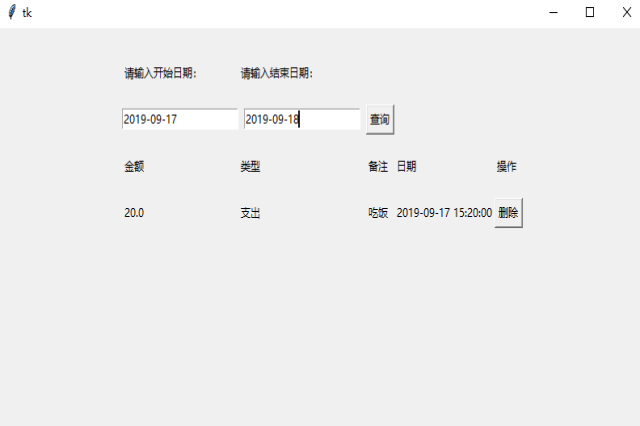 tk
请输入开始日期: 请输入结束日期:
2019-09-17 2019-09-18 查询
金额 类型 备注 日期 操作
20.0 支出 吃饭 2019-09-17 15:20:00 删除